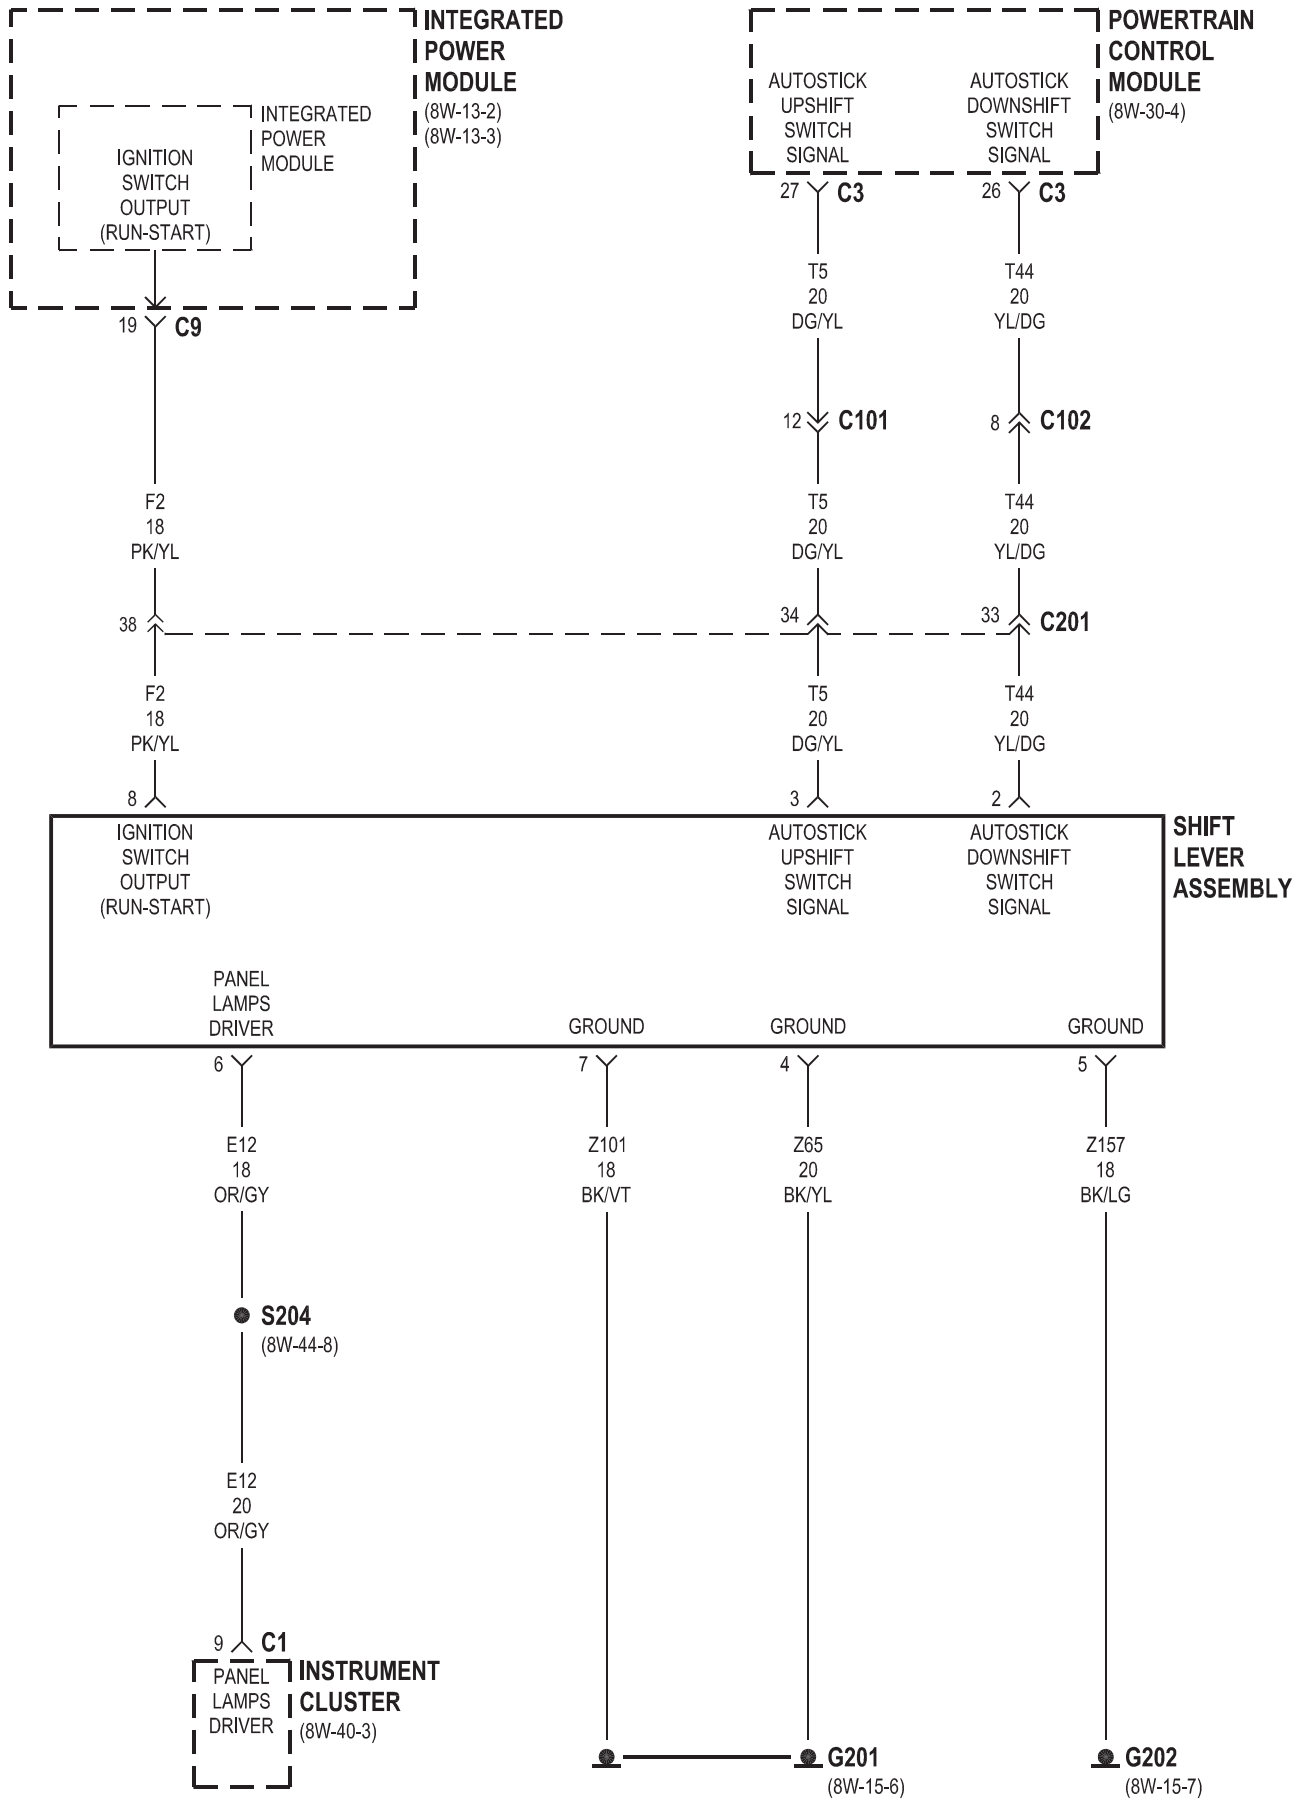 INTEGRATED
POWER
MODULE
(8W-13-2)
(8W-13-3)
INTEGRATED
POWER
MODULE
IGNITION
SWITCH
OUTPUT
(RUN-START)
POWERTRAIN
CONTROL
MODULE
(8W-30-4)
AUTOSTICK
UPSHIFT
SWITCH
SIGNAL
AUTOSTICK
DOWNSHIFT
SWITCH
SIGNAL
19 C9
27 C3
26 C3
T5
20
DG/YL
T44
20
YL/DG
12 C101
8 C102
F2
18
PK/YL
T5
20
DG/YL
T44
20
YL/DG
38
34
33 C201
F2
18
PK/YL
T5
20
DG/YL
T44
20
YL/DG
8
3
2
SHIFT
LEVER
ASSEMBLY
IGNITION
SWITCH
OUTPUT
(RUN-START)
AUTOSTICK
UPSHIFT
SWITCH
SIGNAL
AUTOSTICK
DOWNSHIFT
SWITCH
SIGNAL
PANEL
LAMPS
DRIVER
GROUND
GROUND
GROUND
6
7
4
5
E12
18
OR/GY
Z101
18
BK/VT
Z65
20
BK/YL
Z157
18
BK/LG
S204
(8W-44-8)
E12
20
OR/GY
9 C1
PANEL
LAMPS
DRIVER
INSTRUMENT
CLUSTER
(8W-40-3)
G201
(8W-15-6)
G202
(8W-15-7)